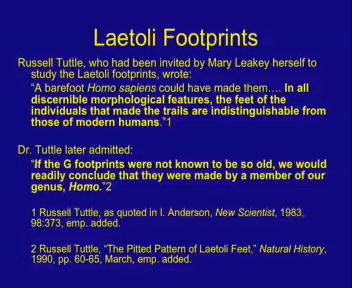 Laetoli Footprints
Russell Tuttle, who had been invited by Mary Leakey herself to
study the Laetoli footprints, wrote:
"A barefoot Homo sapiens could have made them…. In all
discernible morphological features, the feet of the
individuals that made the trails are indistinguishable from
those of modern humans."1
Dr. Tuttle later admitted:
"If the G footprints were not known to be so old, we would
readily conclude that they were made by a member of our
genus, Homo."2
1 Russell Tuttle, as quoted in I. Anderson, New Scientist, 1983,
98:373, emp. added.
2 Russell Tuttle, "The Pitted Pattern of Laetoli Feet," Natural History,
1990, pp. 60-65, March, emp. added.